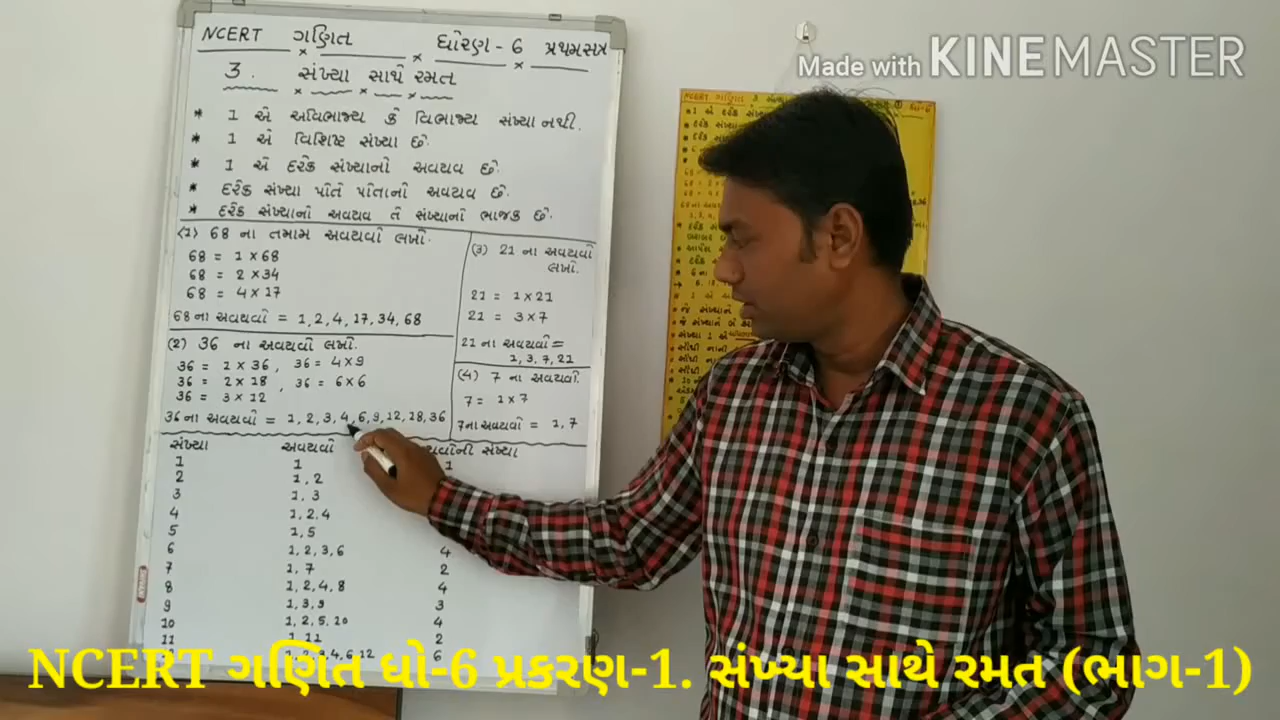 Made with KINEMASTER
NCERT ગણિત ધોરણ - 6 પ્રથમસત્ર
3. સંખ્યા સાથે રમત
* 1 એ અવિભાજ્ય કે વિભાજ્ય સંખ્યા નથી.
* 1 એ વિશિષ્ટ સંખ્યા છે.
* 1 એ દરેક સંખ્યાનો અવયવ છે.
* દરેક સંખ્યા પોતે પોતાનો અવયવ છે.
* દરેક સંખ્યાનો અવયવ તે સંખ્યાનો ભાજક છે.
(1) 68 ના તમામ અવયવો લખો.
68 = 1 × 68
68 = 2 × 34
68 = 4 × 17
68 ના અવયવો = 1, 2, 4, 17, 34, 68
(2) 36 ના અવયવો લખો.
36 = 1 × 36, 36 = 4 × 9
36 = 2 × 18, 36 = 6 × 6
36 = 3 × 12
36 ના અવયવો = 1, 2, 3, 4, 6, 9, 12, 18, 36
(3) 21 ના અવયવો
લખો.
21 = 1 × 21
21 = 3 × 7
21 ના અવયવો =
1, 3, 7, 21
(4) 7 ના અવયવો.
7 = 1 × 7
7 ના અવયવો = 1, 7
સંખ્યા અવયવો સંખ્યા
1 1 1
2 1, 2
3 1, 3
4 1, 2, 4
5 1, 5
6 1, 2, 3, 6 4
7 1, 7 2
8 1, 2, 4, 8 4
9 1, 3, 9 3
10 1, 2, 5, 10 4
11 1, 11 2
4, 6, 12 6
NCERT ગણિત
NCERT ગણિત ધો-6 પ્રકરણ-1. સંખ્યા સાથે રમત (ભાગ-1)